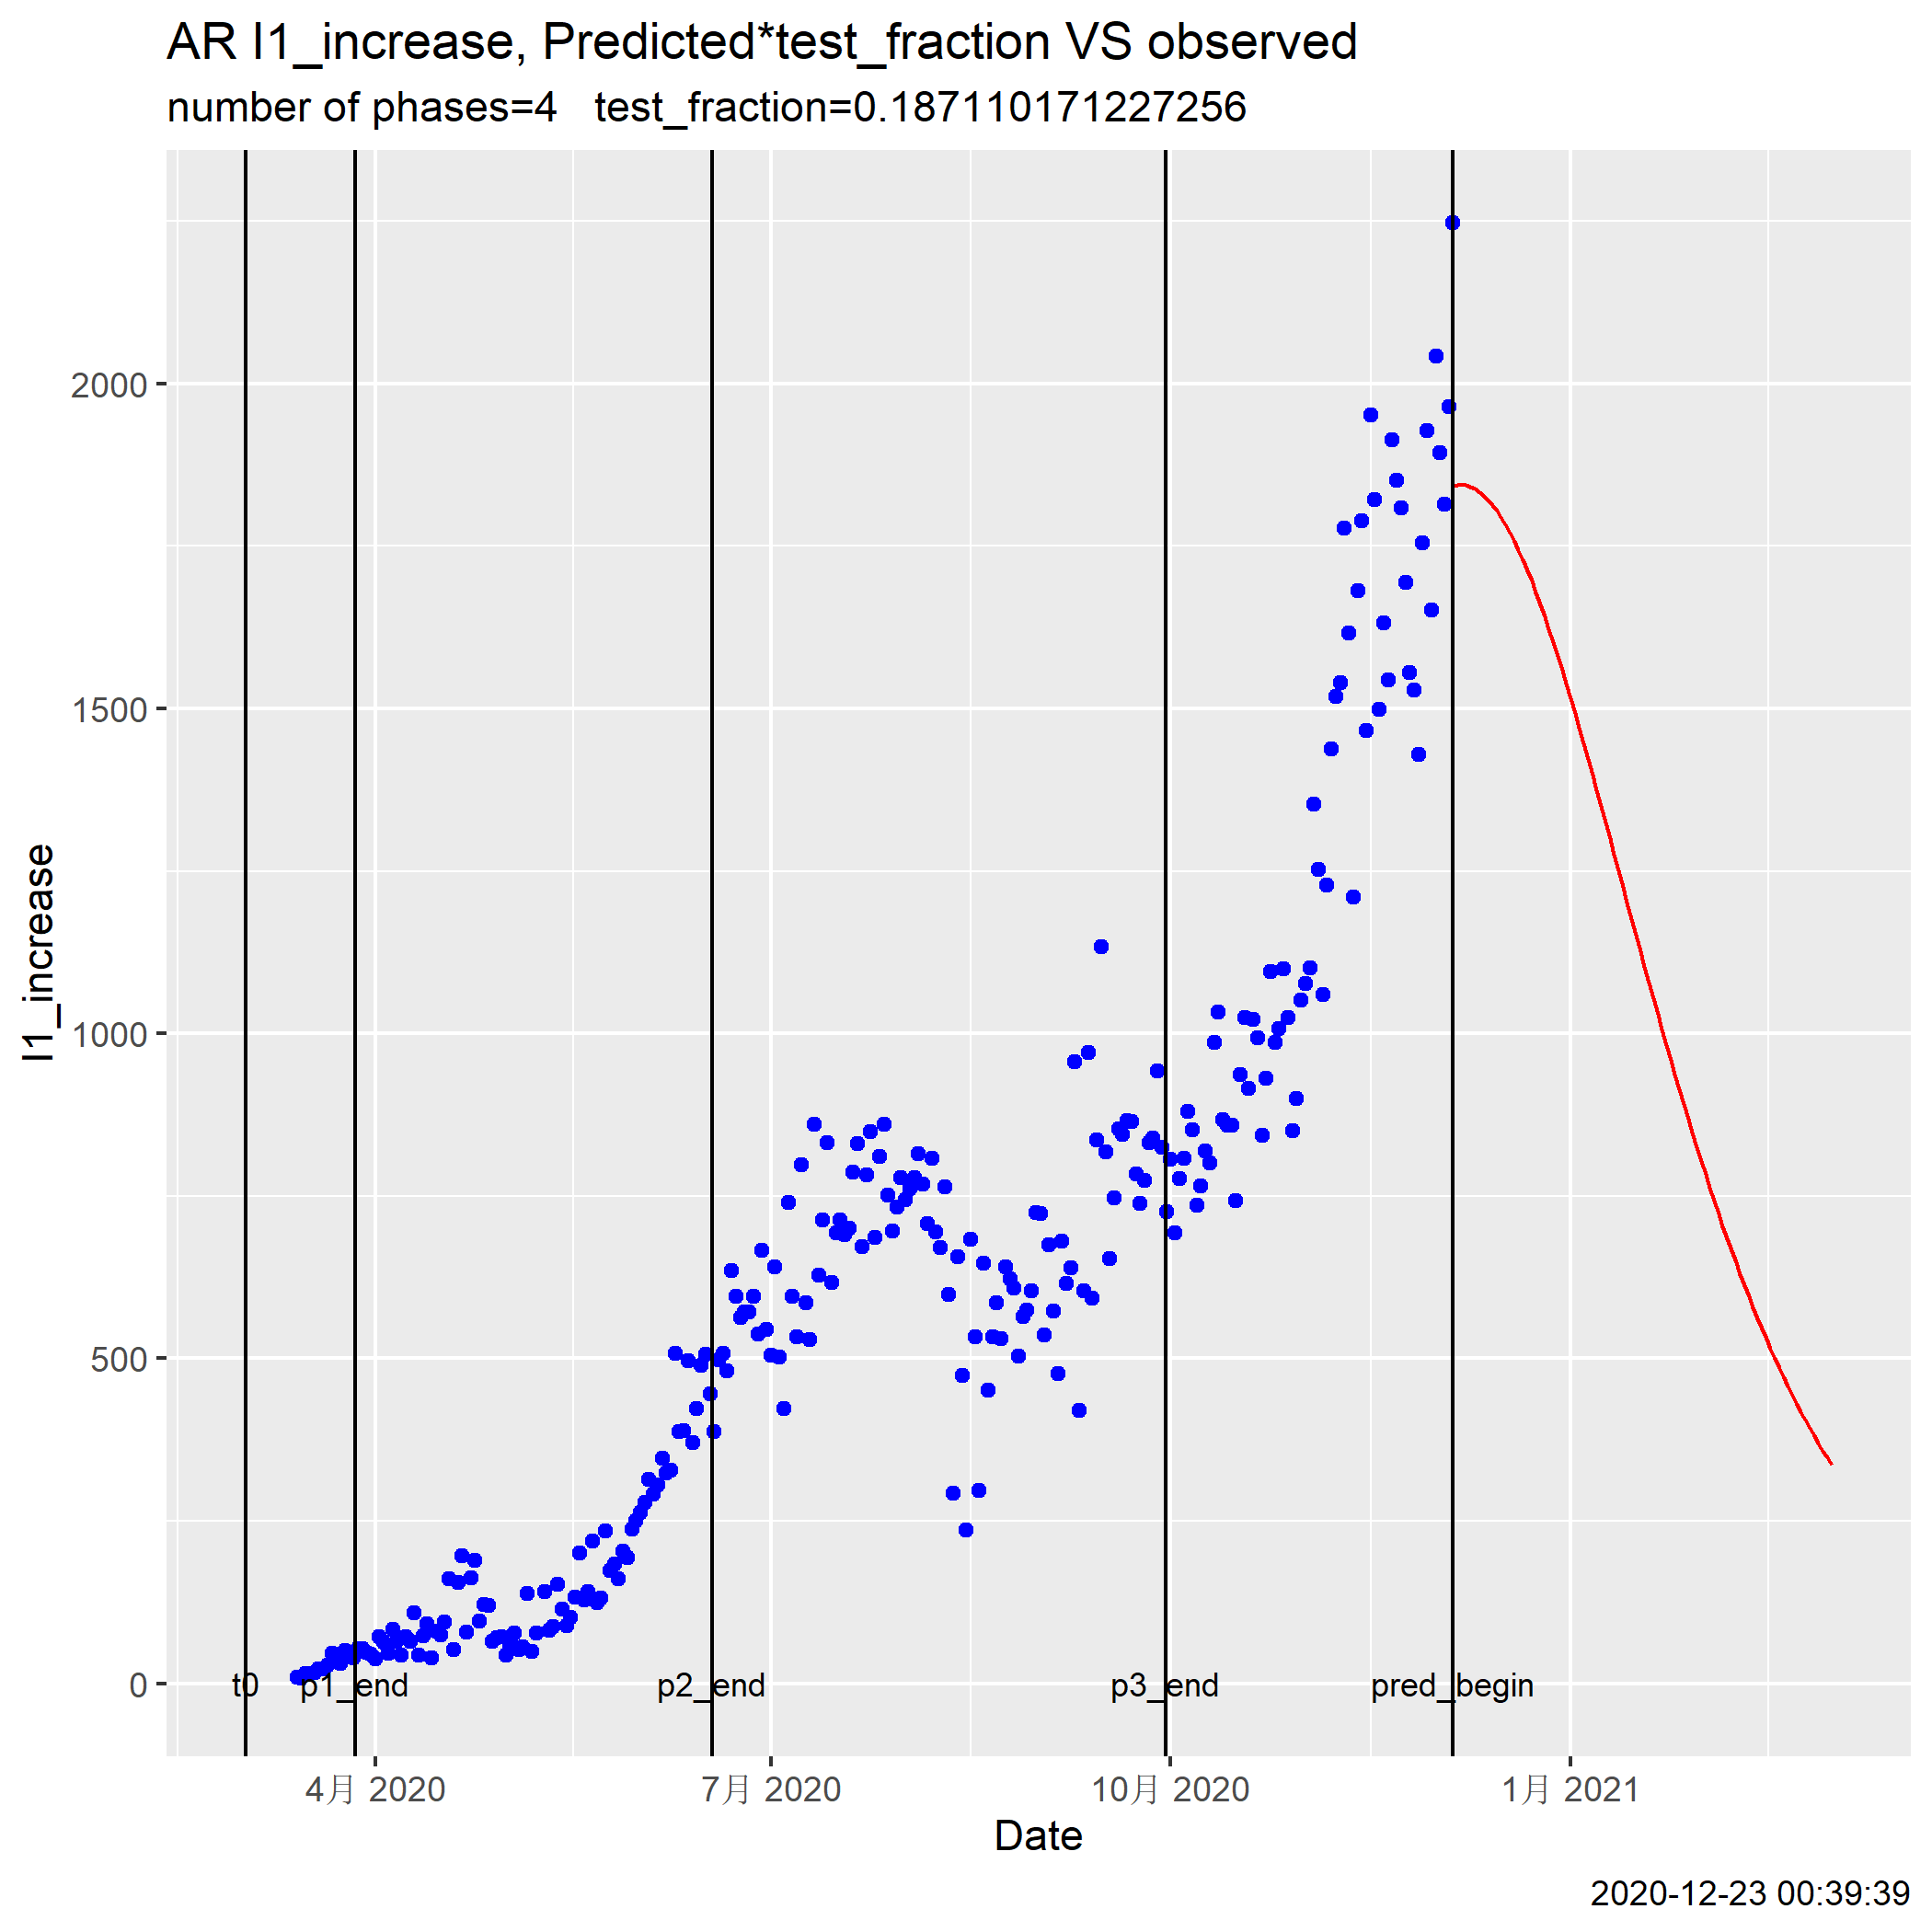 AR I1_increase, Predicted*test_fraction VS observed
number of phases=4   test_fraction=0.187110171227256
I1_increase
2000
1500
1000
500
0
t0
p1_end
p2_end
p3_end
pred_begin
4月 2020
7月 2020
10月 2020
1月 2021
Date
2020-12-23 00:39:39